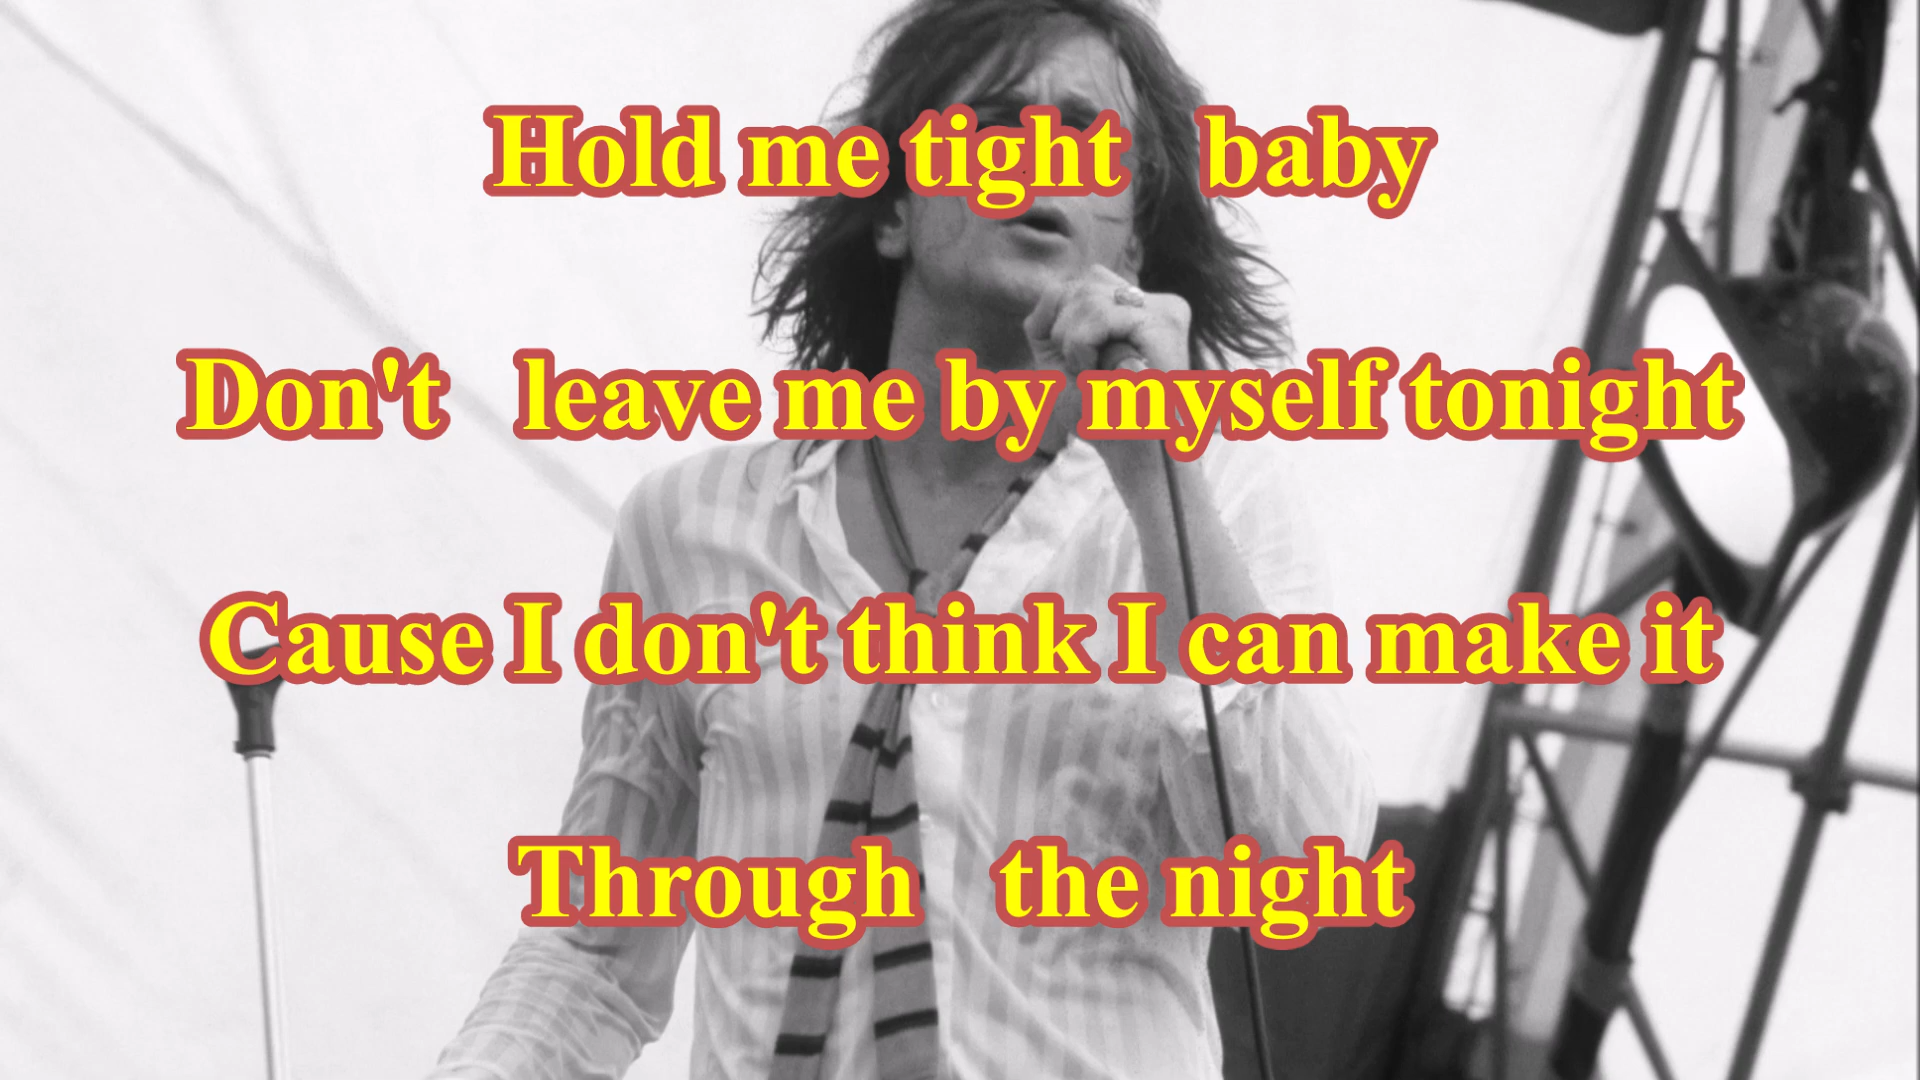 Hold me tight baby
Don't leave me by myself tonight
Cause I don't think I can make it
Through the night